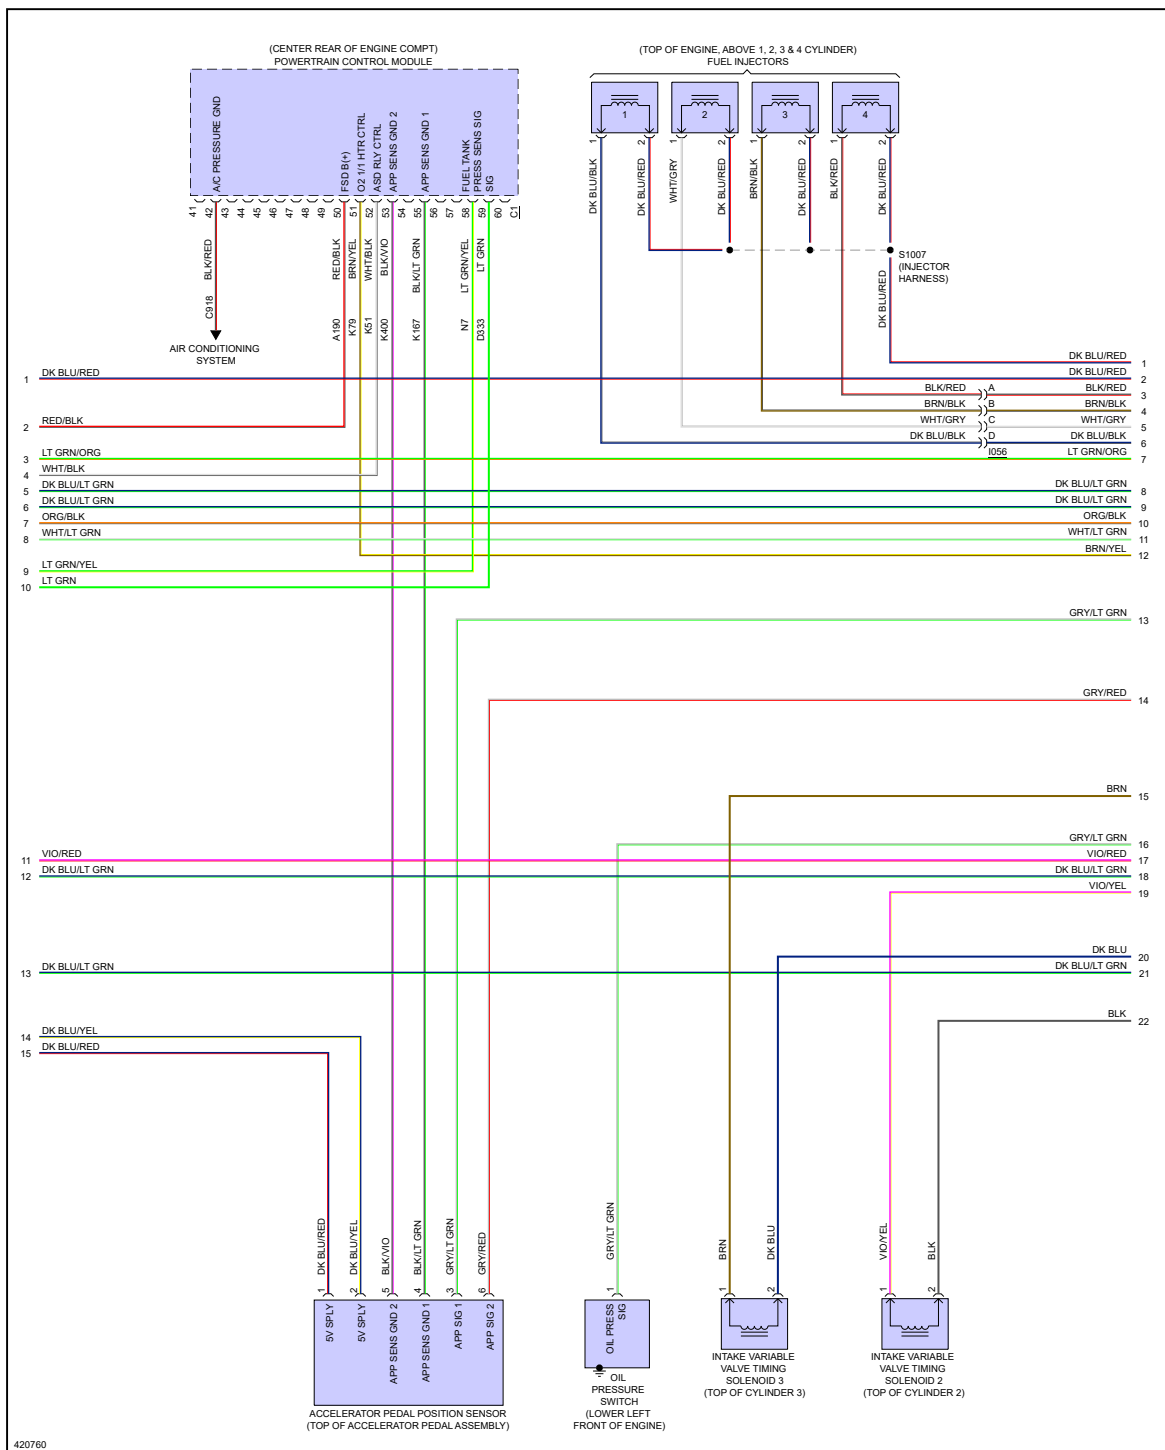 (CENTER REAR OF ENGINE COMPT)
POWERTRAIN CONTROL MODULE
(TOP OF ENGINE, ABOVE 1, 2, 3 & 4 CYLINDER)
FUEL INJECTORS
A/C PRESSURE GND
FSD B(+)
O2 1/1 HTR CTRL
ASD RLY CTRL
APP SENS GND 2
APP SENS GND 1
FUEL TANK
PRESS SENS SIG
SIG
1
2
3
4
1
2
1
2
1
2
1
2
DK BLU/BLK
DK BLU/RED
WHT/GRY
DK BLU/RED
BRN/BLK
DK BLU/RED
BLK/RED
DK BLU/RED
41
42
43
44
45
46
47
48
49
50
51
52
53
54
55
56
57
58
59
60
C1
BLK/RED
RED/BLK
BRN/YEL
WHT/BLK
BLK/VIO
BLK/LT GRN
LT GRN/YEL
LT GRN
C918
A190
K79
K51
K400
K167
N7
D333
S1007
(INJECTOR
HARNESS)
DK BLU/RED
AIR CONDITIONING
SYSTEM
1 DK BLU/RED
2 RED/BLK
3 LT GRN/ORG
4 WHT/BLK
5 DK BLU/LT GRN
6 DK BLU/LT GRN
7 ORG/BLK
8 WHT/LT GRN
9 LT GRN/YEL
10 LT GRN
11 VIO/RED
12 DK BLU/LT GRN
13 DK BLU/LT GRN
14 DK BLU/YEL
15 DK BLU/RED
DK BLU/RED 1
DK BLU/RED 2
BLK/RED A BLK/RED 3
BRN/BLK B BRN/BLK 4
WHT/GRY C WHT/GRY 5
DK BLU/BLK D DK BLU/BLK 6
I056 LT GRN/ORG 7
DK BLU/LT GRN 8
DK BLU/LT GRN 9
ORG/BLK 10
WHT/LT GRN 11
BRN/YEL 12
GRY/LT GRN 13
GRY/RED 14
BRN 15
GRY/LT GRN 16
VIO/RED 17
DK BLU/LT GRN 18
VIO/YEL 19
DK BLU 20
DK BLU/LT GRN 21
BLK 22
DK BLU/RED
DK BLU/YEL
BLK/VIO
BLK/LT GRN
GRY/LT GRN
GRY/RED
GRY/LT GRN
BRN
DK BLU
VIO/YEL
BLK
1
2
5
4
3
6
1
1
2
1
2
5V SPLY
5V SPLY
APP SENS GND 2
APP SENS GND 1
APP SIG 1
APP SIG 2
OIL PRESS
SIG
ACCELERATOR PEDAL POSITION SENSOR
(TOP OF ACCELERATOR PEDAL ASSEMBLY)
OIL
PRESSURE
SWITCH
(LOWER LEFT
FRONT OF ENGINE)
INTAKE VARIABLE
VALVE TIMING
SOLENOID 3
(TOP OF CYLINDER 3)
INTAKE VARIABLE
VALVE TIMING
SOLENOID 2
(TOP OF CYLINDER 2)
420760